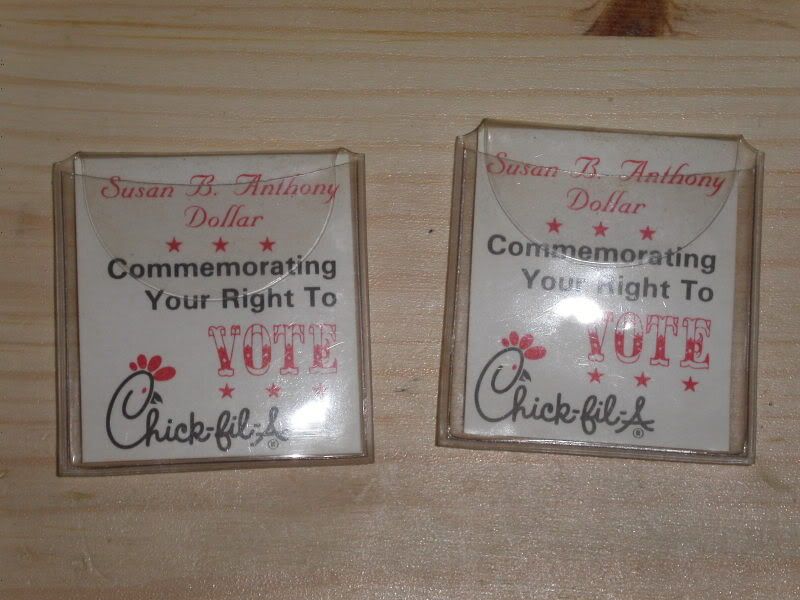 Susan B. Anthony
Dollar
Commemorating
Your Right To
VOTE
Chick-fil-A®
Susan B. Anthony
Dollar
Commemorating
Your Right To
VOTE
Chick-fil-A®